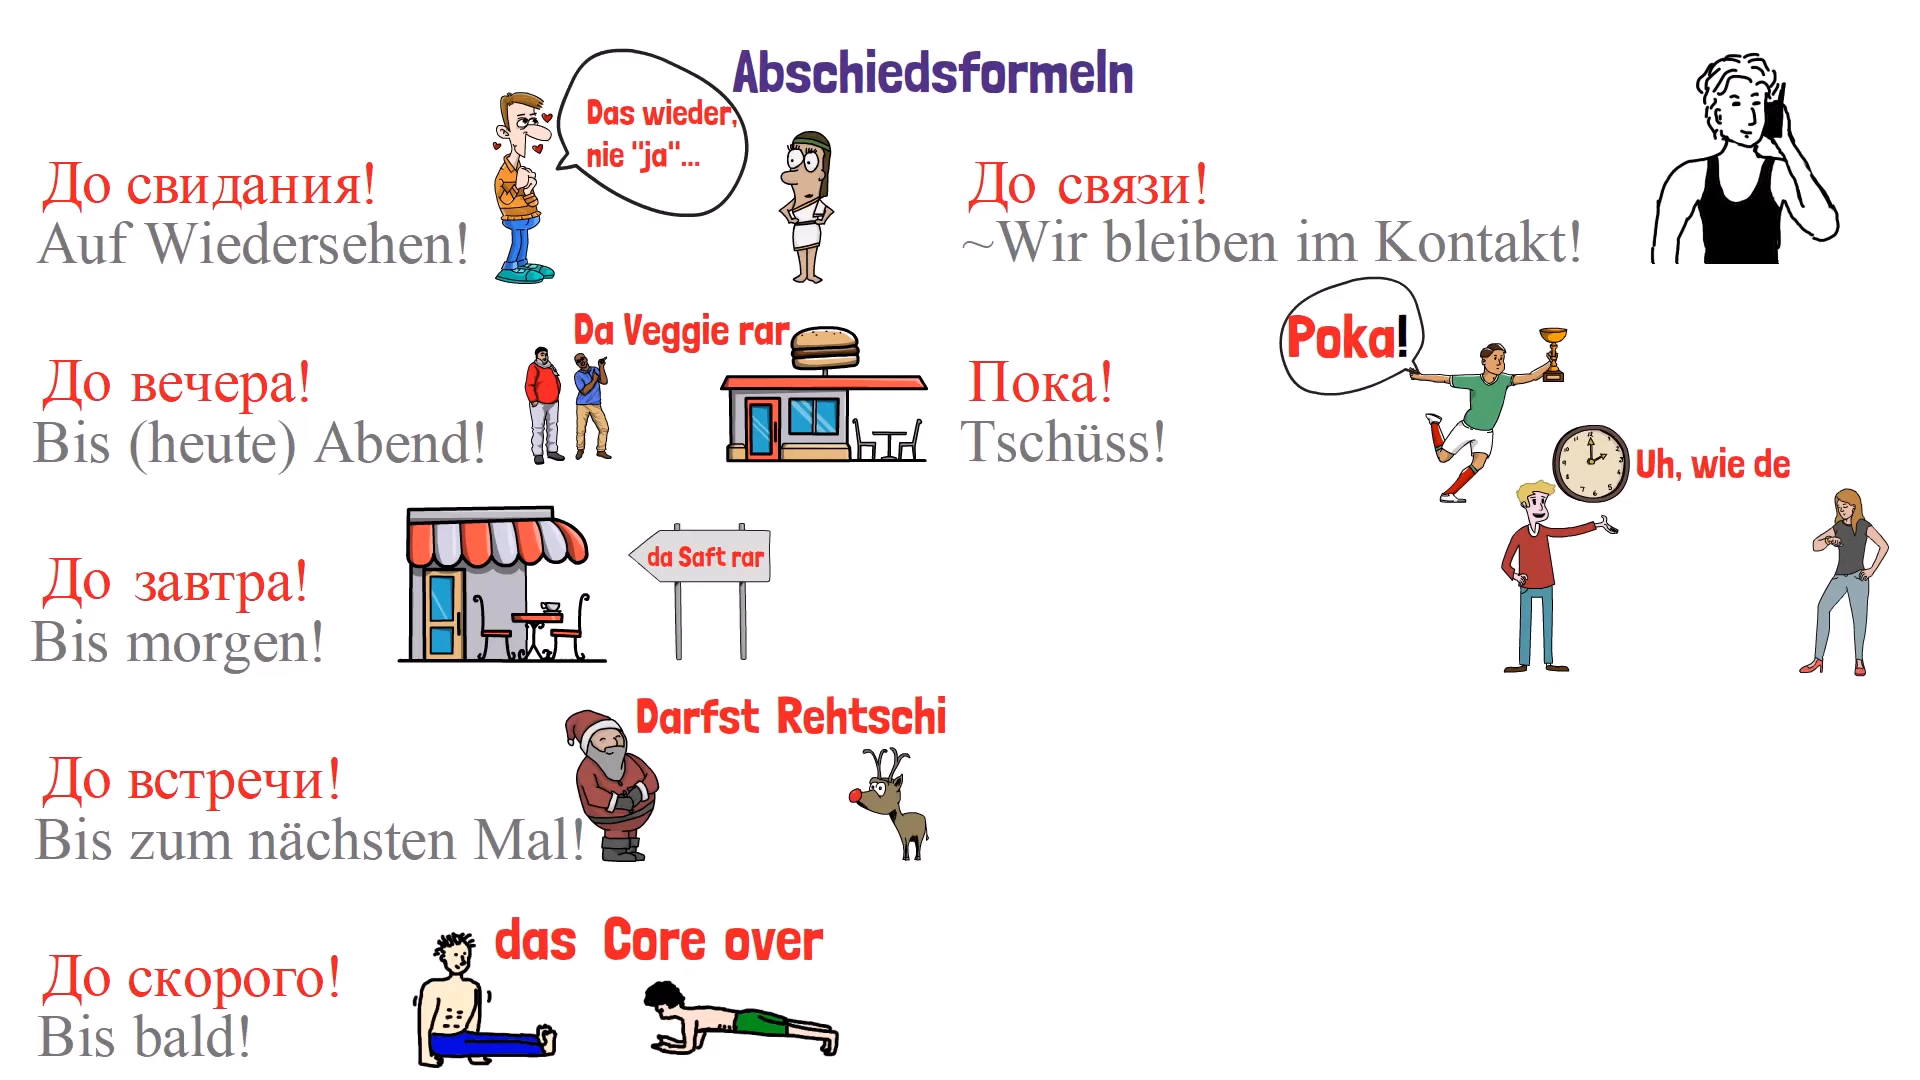 Abschiedsformeln
Das wieder,
nie "ja"...
До свидания!
Auf Wiedersehen!
Da Veggie rar
До вечера!
Bis (heute) Abend!
да Saft rar
До завтра!
Bis morgen!
Darfst Rehtschi
До встречи!
Bis zum nächsten Mal!
das Core over
До скорого!
Bis bald!
До связи!
~Wir bleiben im Kontakt!
Poka!
Пока!
Tschüss!
Uh, wie de